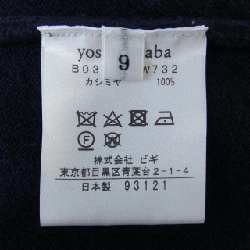 yos aba
9
B03 W732
カシミヤ 100%
F
株式会社 ビギ
東京都目黒区青葉台2-1-4
日本製 93121